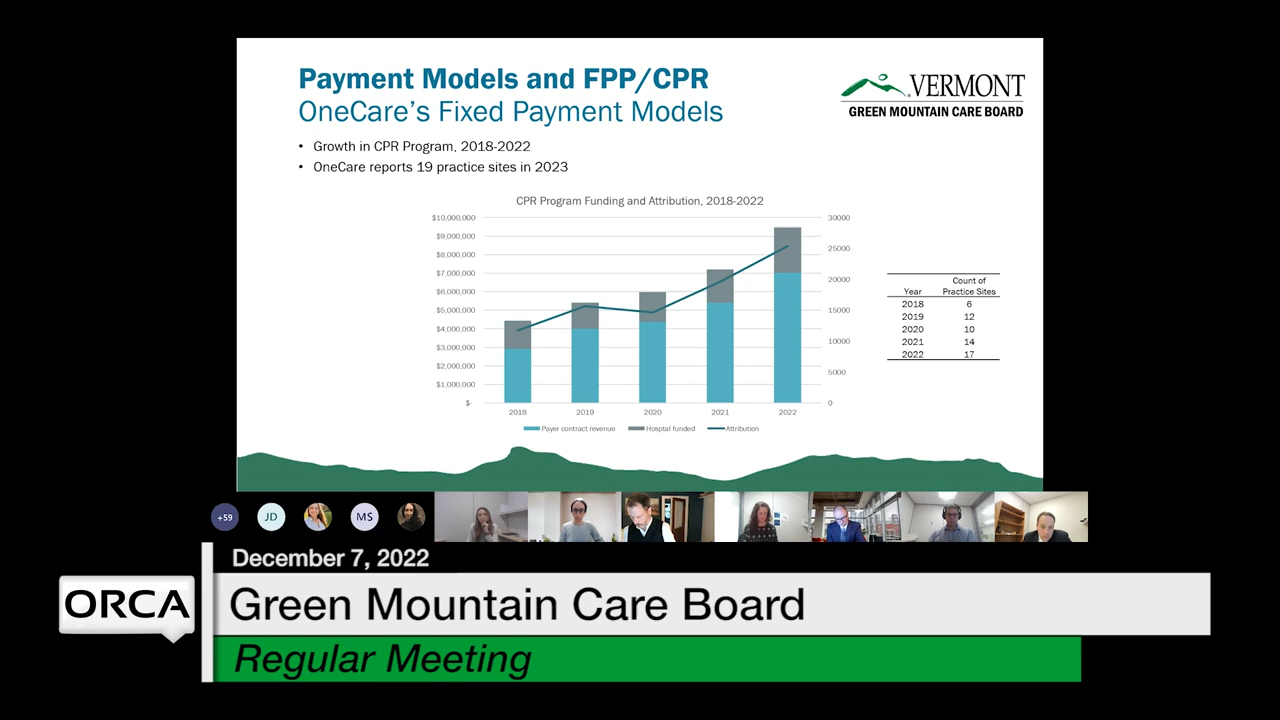 Payment Models and FPP/CPR
OneCare's Fixed Payment Models
VERMONT
GREEN MOUNTAIN CARE BOARD
• Growth in CPR Program, 2018-2022
• OneCare reports 19 practice sites in 2023
CPR Program Funding and Attribution, 2018-2022
$10,000,000
$9,000,000
$8,000,000
$7,000,000
$6,000,000
$5,000,000
$4,000,000
$3,000,000
$2,000,000
$1,000,000
$-
30000
25000
20000
15000
10000
5000
0
2018 2019 2020 2021 2022
Payer contract revenue Hosptal funded Attribution
Count of
Year Practice Sites
2018 6
2019 12
2020 10
2021 14
2022 17
+59 JD MS
December 7, 2022
ORCA
Green Mountain Care Board
Regular Meeting